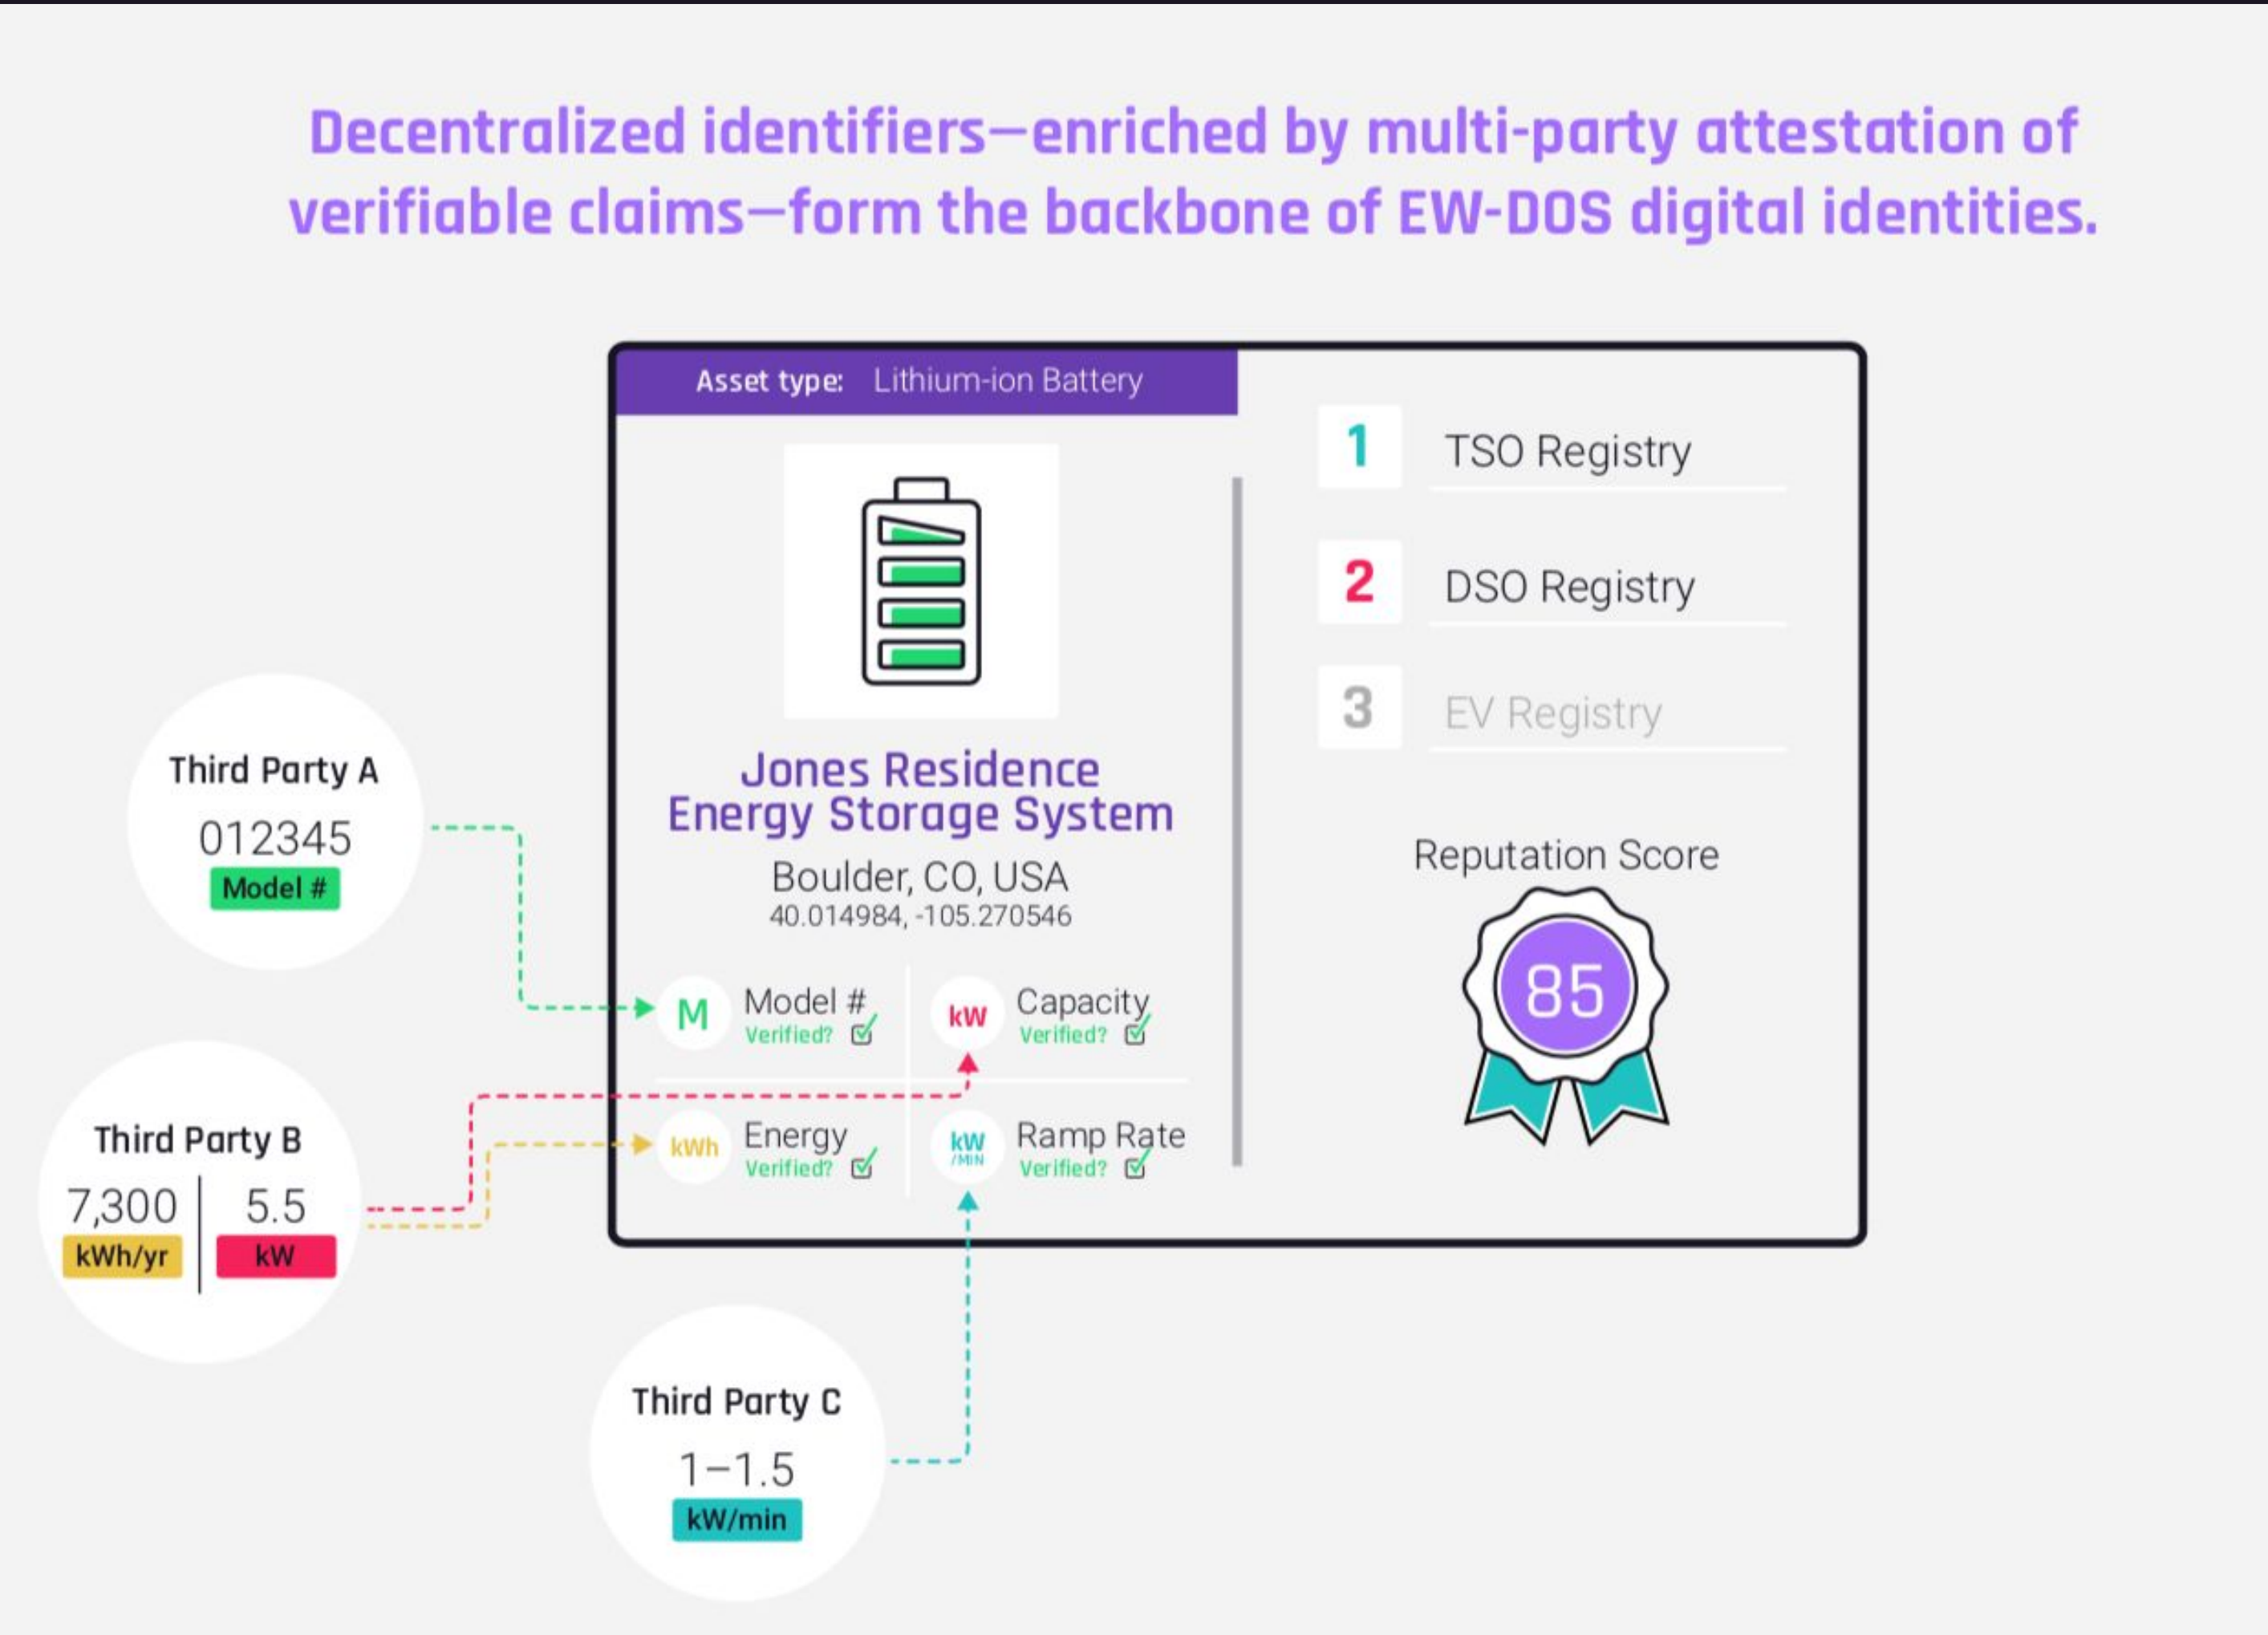 Decentralized identifiers—enriched by multi-party attestation of
verifiable claims—form the backbone of EW-DOS digital identities.
Asset type: Lithium-ion Battery
Jones Residence
Energy Storage System
Boulder, CO, USA
40.014984, -105.270546
M
Model #
Verified?
kW
Capacity
Verified?
kWh
Energy
Verified?
kW
/MIN
Ramp Rate
Verified?
1 TSO Registry
2 DSO Registry
3 EV Registry
Reputation Score
85
Third Party A
012345
Model #
Third Party B
7,300
kWh/yr
5.5
kW
Third Party C
1–1.5
kW/min